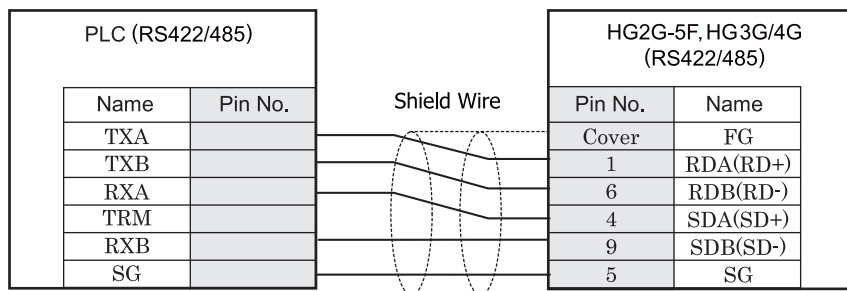 PLC (RS422/485)
HG2G-5F, HG3G/4G
(RS422/485)
Name Pin No. Shield Wire Pin No. Name
TXA Cover FG
TXB 1 RDA(RD+)
RXA 6 RDB(RD-)
TRM 4 SDA(SD+)
RXB 9 SDB(SD-)
SG 5 SG